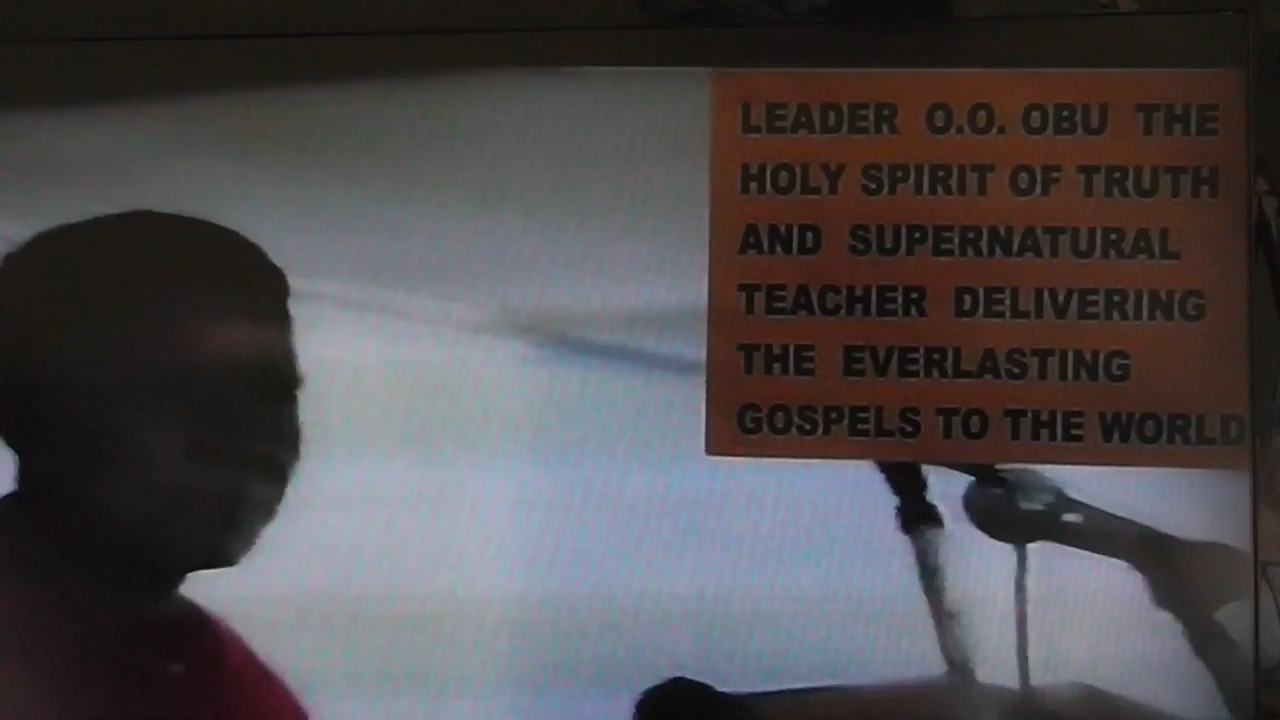 LEADER O.O. OBU THE
HOLY SPIRIT OF TRUTH
AND SUPERNATURAL
TEACHER DELIVERING
THE EVERLASTING
GOSPELS TO THE WORLD